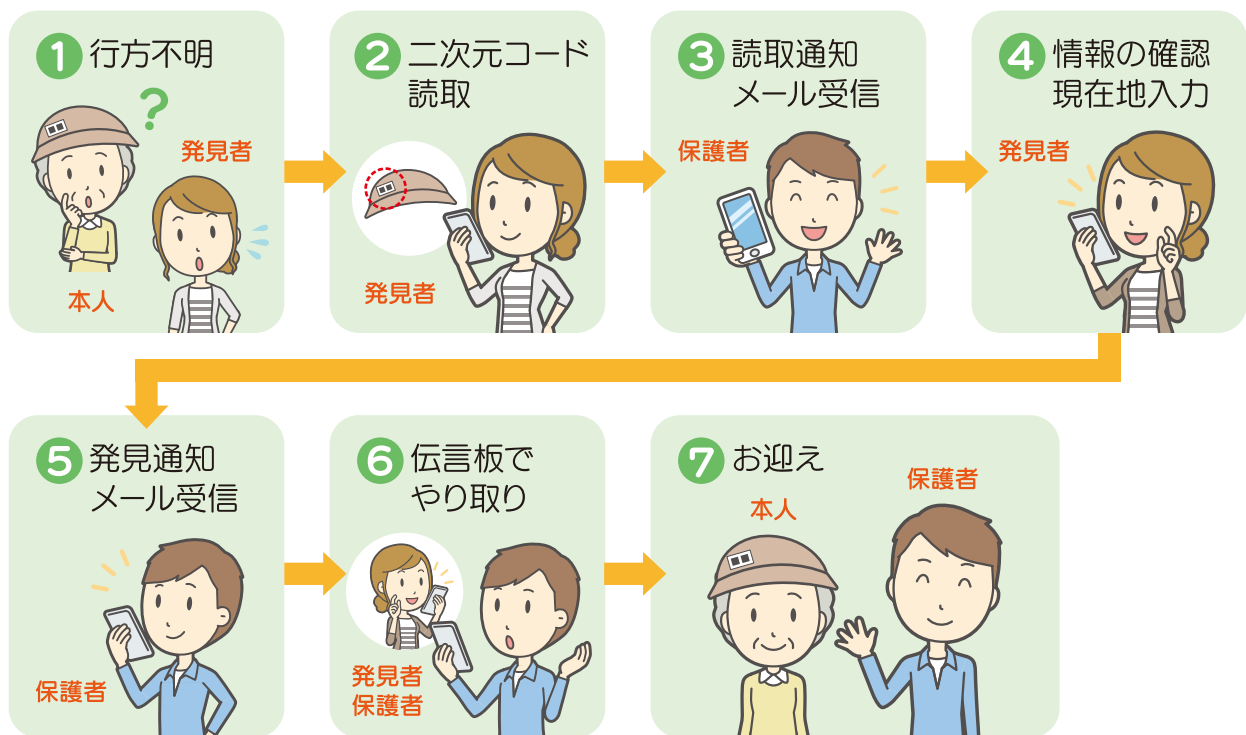 1 行方不明
?
発見者
本人
2 二次元コード
読取
発見者
3 読取通知
メール受信
保護者
4 情報の確認
現在地入力
発見者
5 発見通知
メール受信
保護者
6 伝言板で
やり取り
発見者
保護者
7 お迎え
本人
保護者